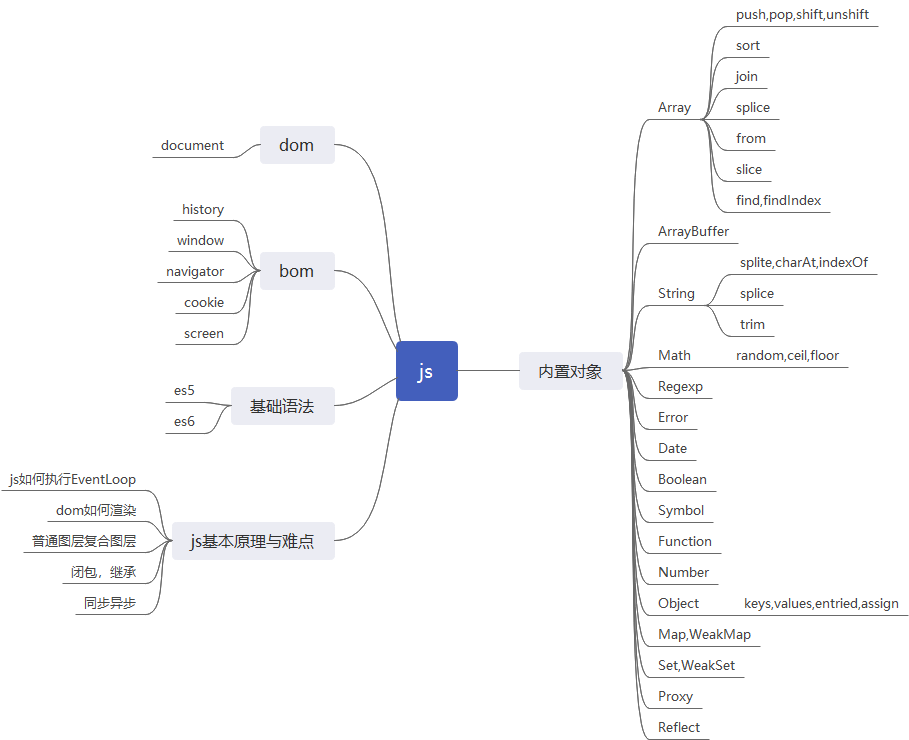 js
dom
document
bom
history
window
navigator
cookie
screen
基础语法
es5
es6
js基本原理与难点
js如何执行EventLoop
dom如何渲染
普通图层复合图层
闭包，继承
同步异步
内置对象
Array
push,pop,shift,unshift
sort
join
splice
from
slice
find,findIndex
ArrayBuffer
String
splite,charAt,indexOf
splice
trim
Math
random,ceil,floor
Regexp
Error
Date
Boolean
Symbol
Function
Number
Object
keys,values,entried,assign
Map,WeakMap
Set,WeakSet
Proxy
Reflect